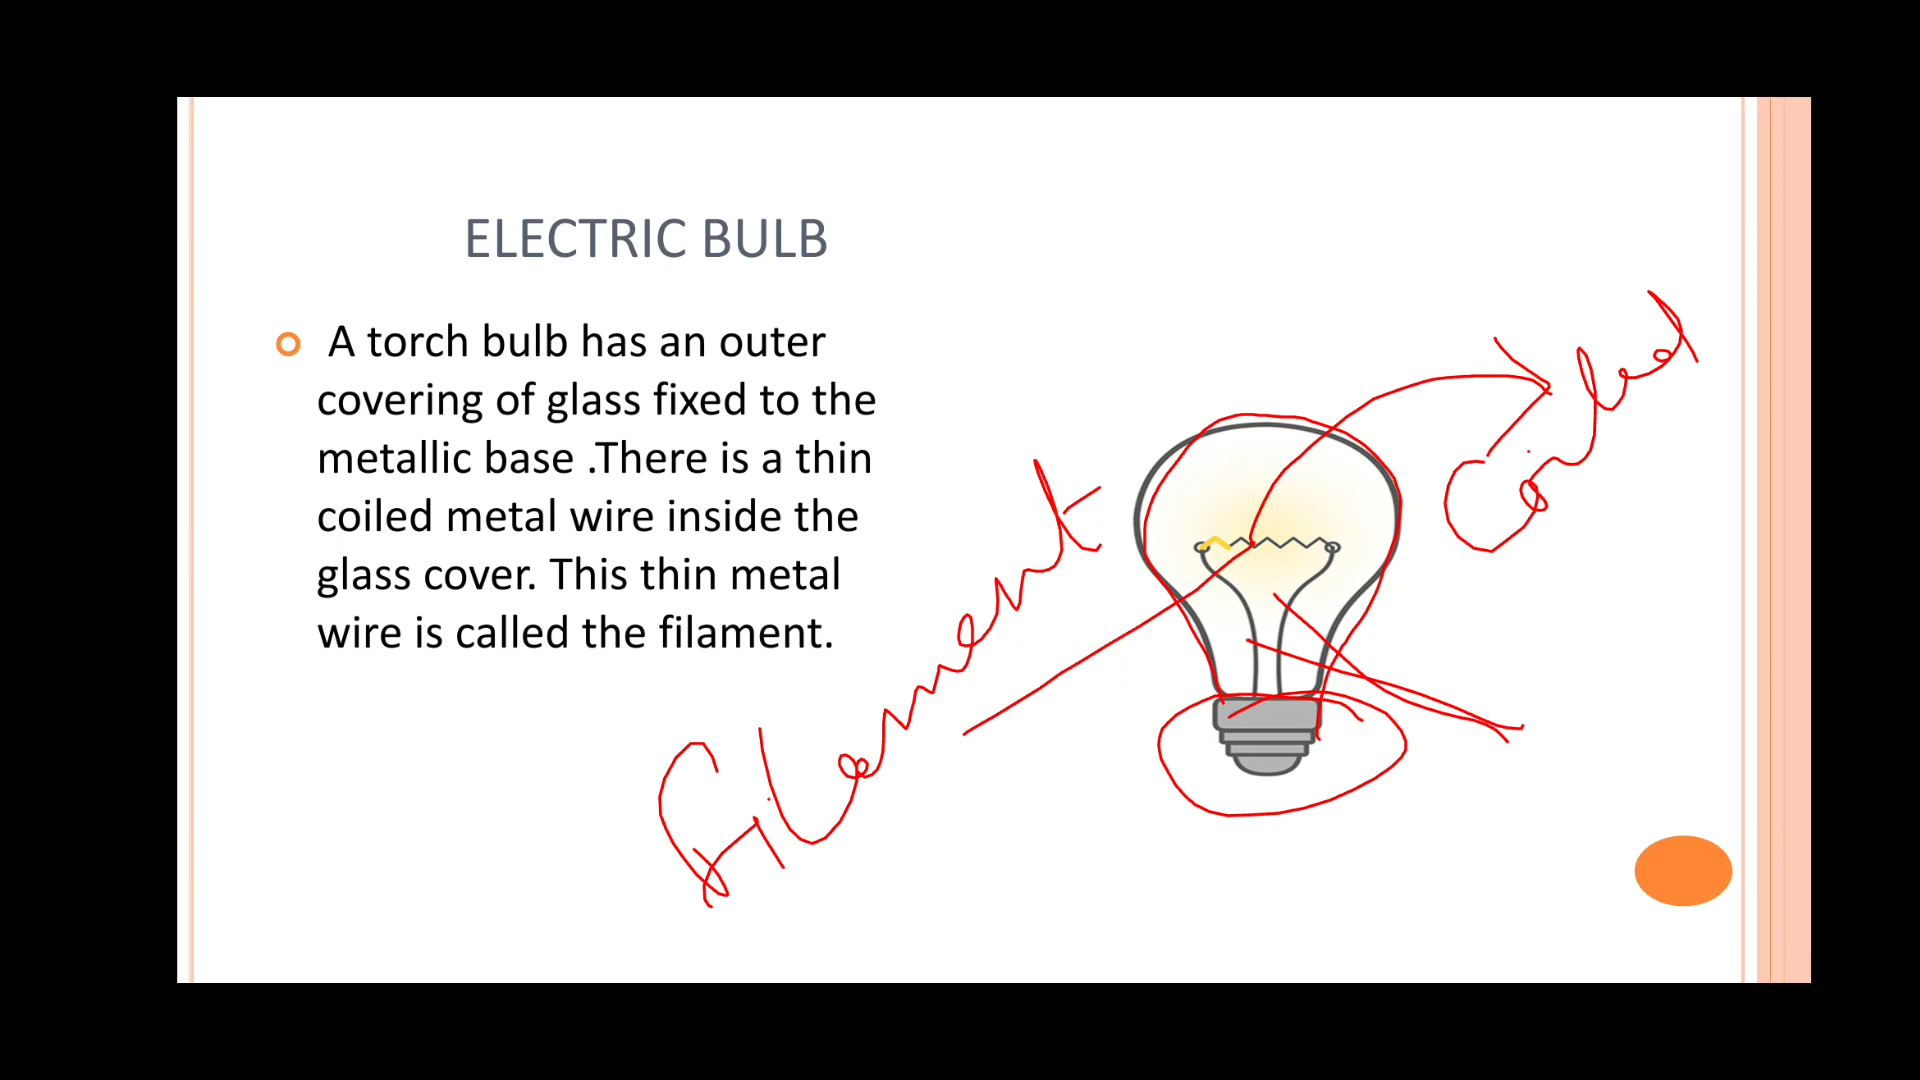 ELECTRIC BULB
A torch bulb has an outer
covering of glass fixed to the
metallic base .There is a thin
coiled metal wire inside the
glass cover. This thin metal
wire is called the filament.
Filament
Coiled